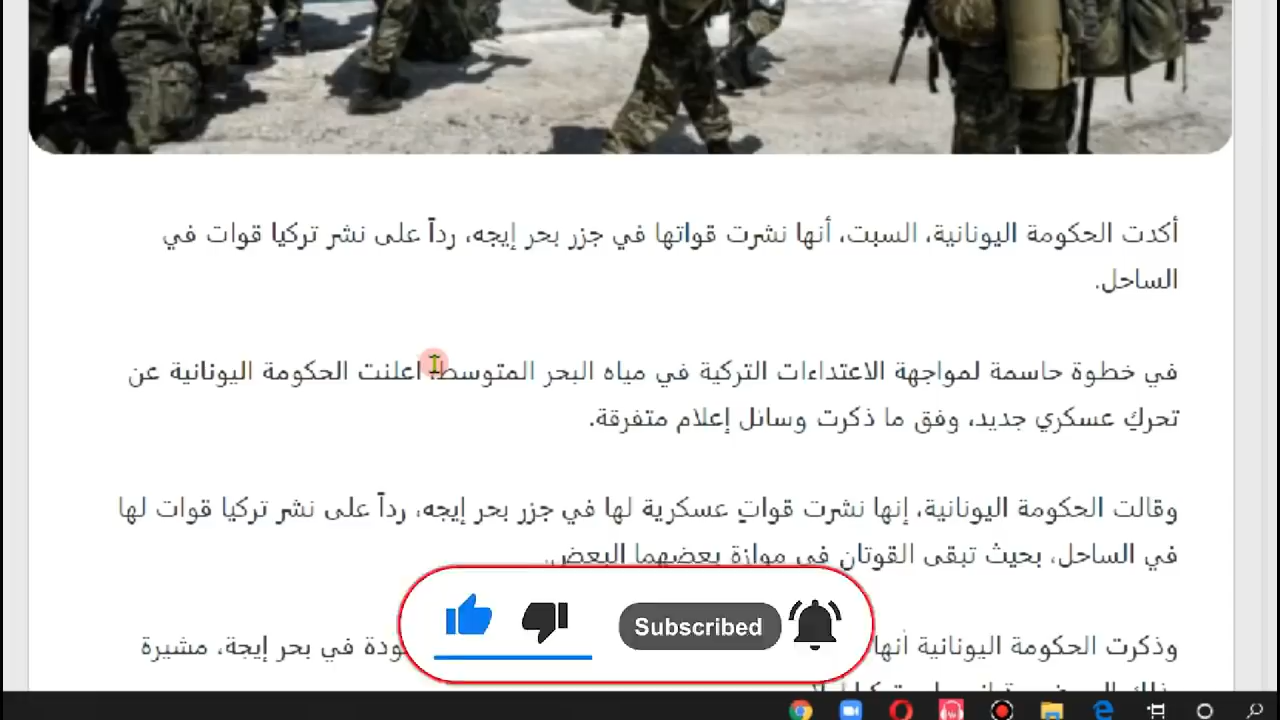 أكدت الحكومة اليونانية، السبت، أنها نشرت قواتها في جزر بحر إيجه، رداً على نشر تركيا قوات في
الساحل.
في خطوة حاسمة لمواجهة الاعتداءات التركية في مياه البحر المتوسط، اعلنت الحكومة اليونانية عن
تحركٍ عسكري جديد، وفق ما ذكرت وسائل إعلام متفرقة.
وقالت الحكومة اليونانية، إنها نشرت قواتٍ عسكرية لها في جزر بحر إيجه، رداً على نشر تركيا قوات لها
في الساحل، بحيث تبقى القوتان في موازة بعضهما البعض.
وذكرت الحكومة اليونانية أنها ودة في بحر إيجة، مشيرة
Subscribed